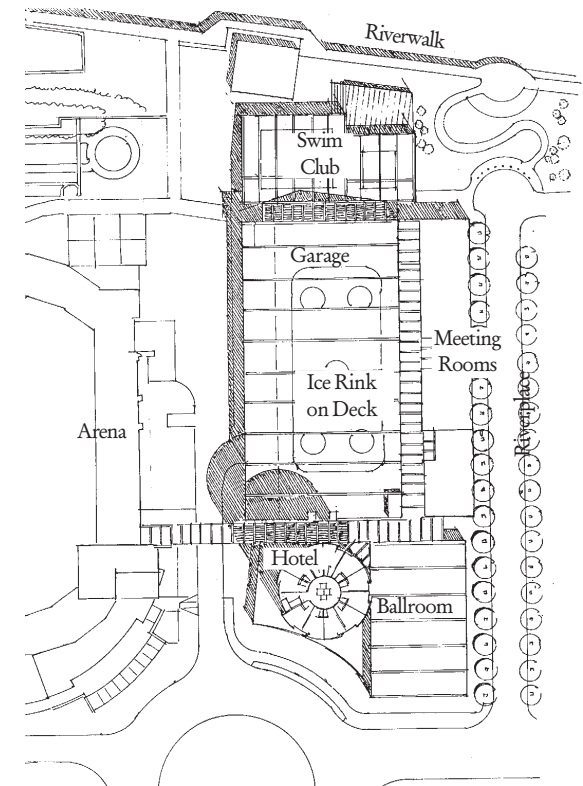 Riverwalk
Swim
Club
Garage
Meeting
Rooms
Ice Rink
on Deck
Arena
Riverplace
Hotel
Ballroom